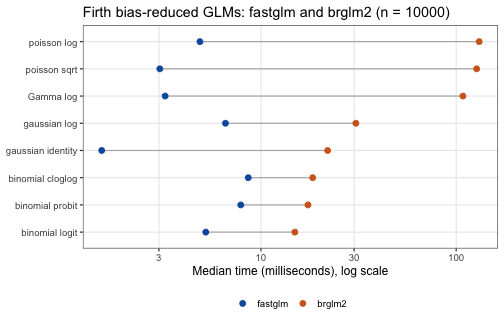 Firth bias-reduced GLMs: fastglm and brglm2 (n = 10000)
poisson log
poisson sqrt
Gamma log
gaussian log
gaussian identity
binomial cloglog
binomial probit
binomial logit
3 10 30 100
Median time (milliseconds), log scale
fastglm brglm2